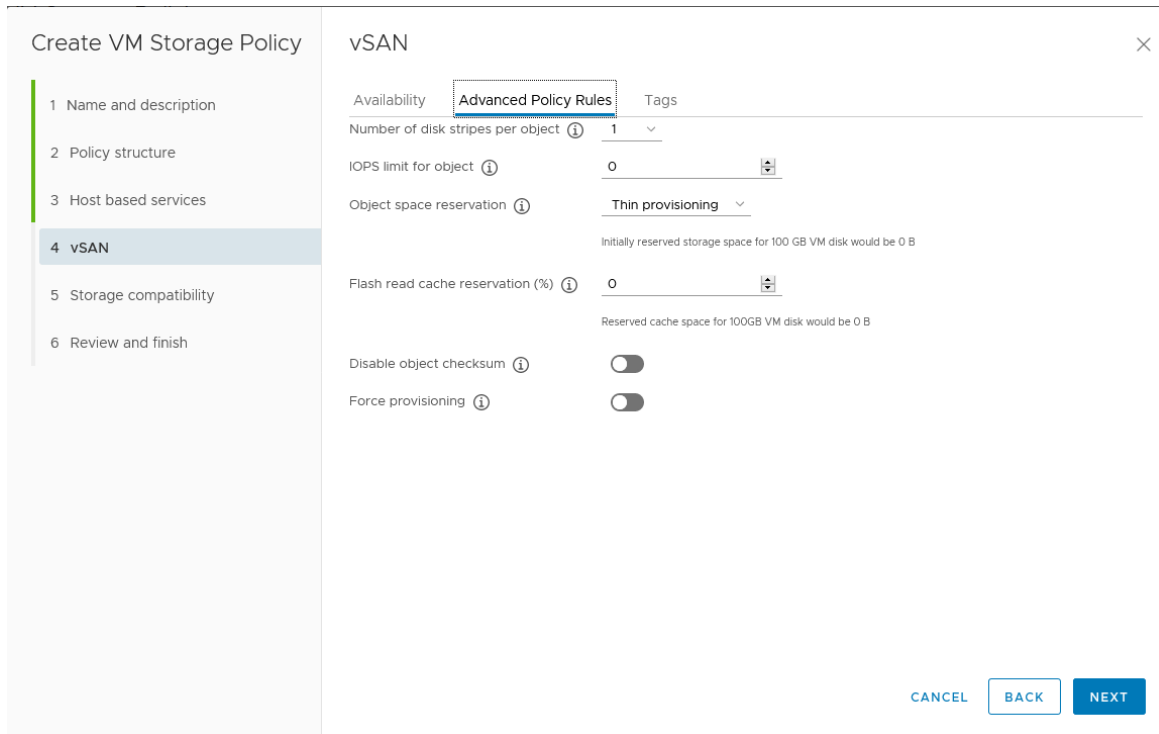 Create VM Storage Policy
1 Name and description
2 Policy structure
3 Host based services
4 vSAN
5 Storage compatibility
6 Review and finish
vSAN
Availability Advanced Policy Rules Tags
Number of disk stripes per object 1
IOPS limit for object 0
Object space reservation Thin provisioning
Initially reserved storage space for 100 GB VM disk would be 0 B
Flash read cache reservation (%) 0
Reserved cache space for 100GB VM disk would be 0 B
Disable object checksum
Force provisioning
CANCEL BACK NEXT